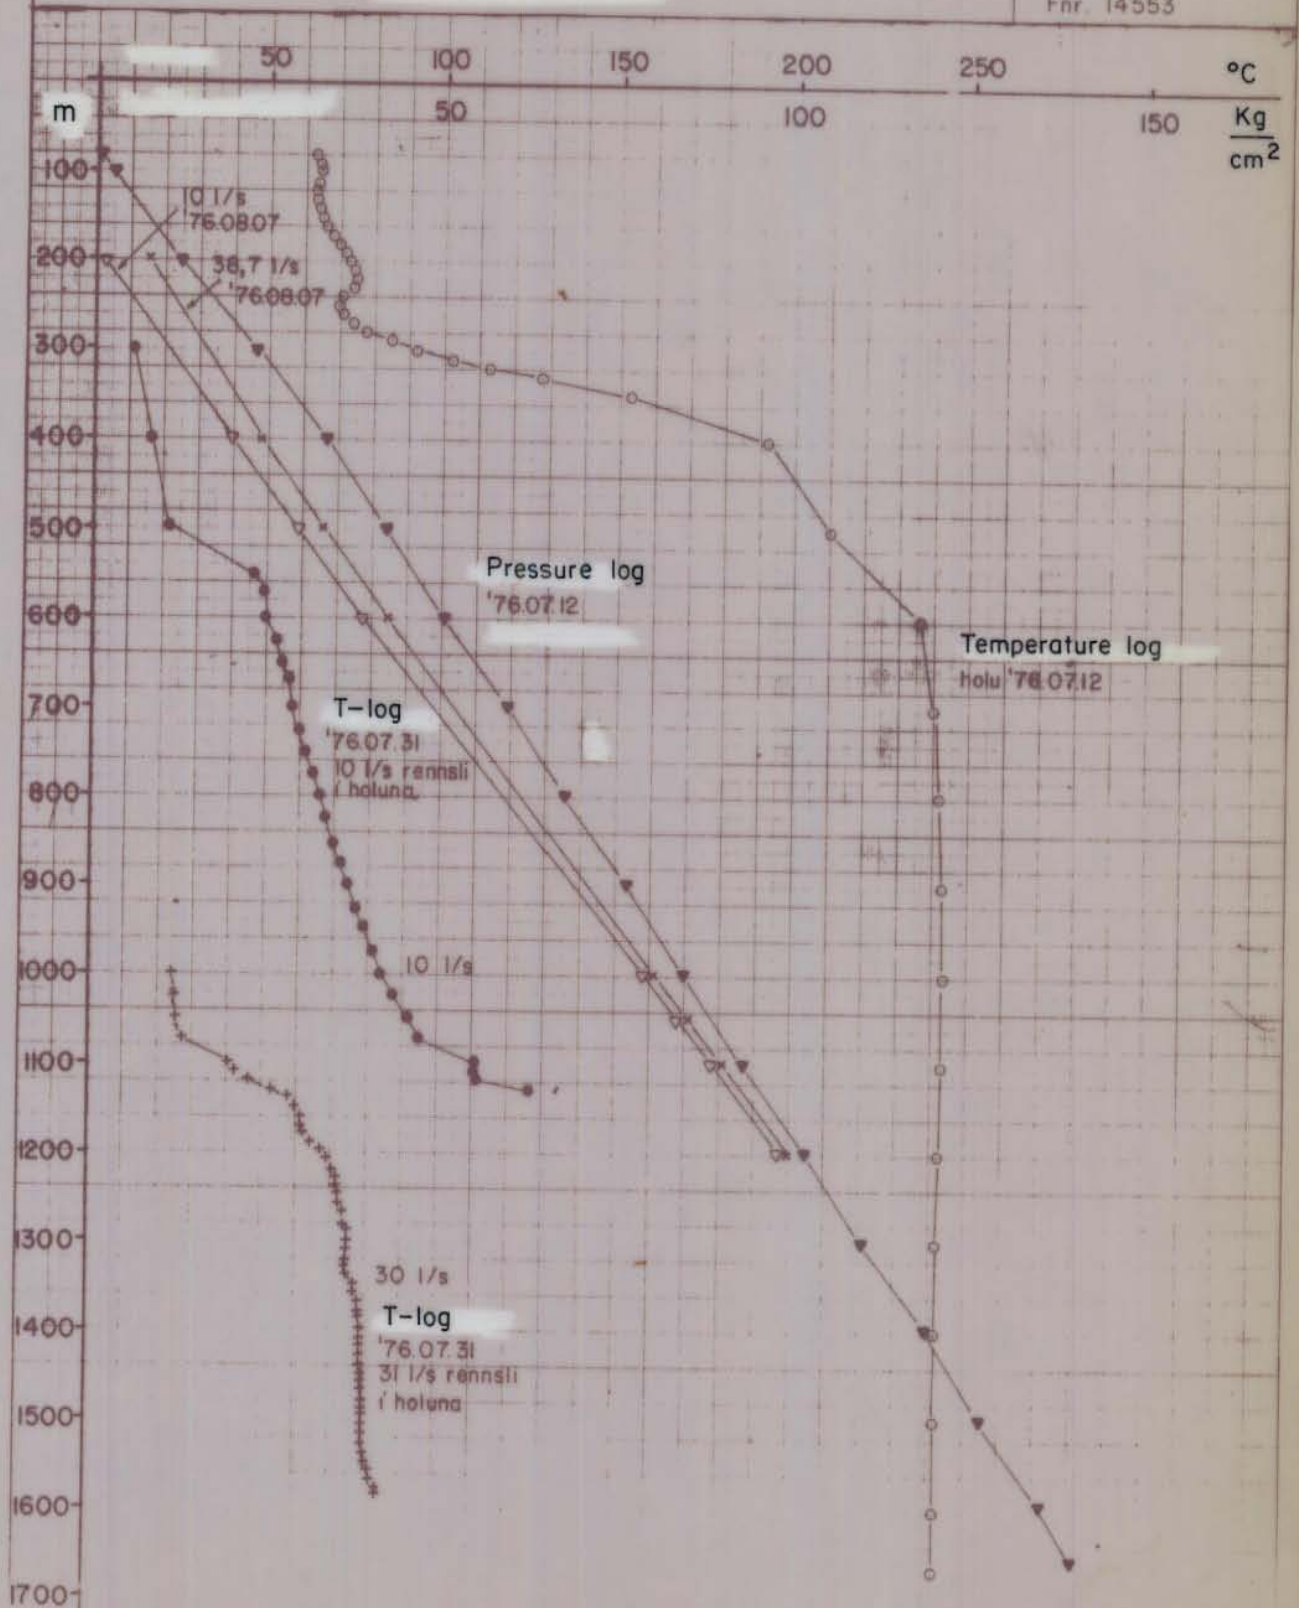 Fnr. 14553
50 100 150 200 250 °C
m 50 100 150 Kg
cm²
100
10 l/s
'76.08.07
200
38,7 l/s
'76.08.07
300
400
500
Pressure log
'76.07.12
600
Temperature log
holu '76.07.12
700
T-log
'76.07.31
10 l/s rennsli
í holuna
800
900
1000
10 l/s
1100
1200
1300
30 l/s
T-log
1400
'76.07.31
31 l/s rennsli
í holuna
1500
1600
1700